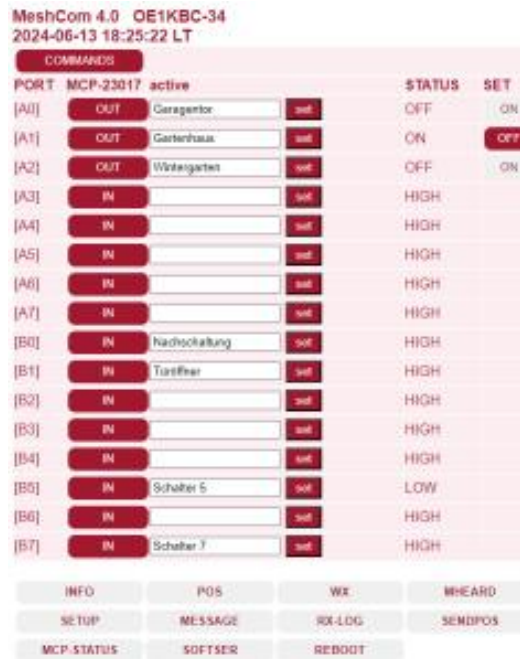 MeshCom 4.0 OE1KBC-34
2024-06-13 18:25:22 LT
COMMANDS
PORT MCP-23017 active STATUS SET
[A0] OUT Garagentor set OFF ON
[A1] OUT Gartenhaus set ON OFF
[A2] OUT Wintergarten set OFF ON
[A3] IN set HIGH
[A4] IN set HIGH
[A5] IN set HIGH
[A6] IN set HIGH
[A7] IN set HIGH
[B0] IN Nachschaltung set HIGH
[B1] IN Türöffner set HIGH
[B2] IN set HIGH
[B3] IN set HIGH
[B4] IN set HIGH
[B5] IN Schalter 5 set LOW
[B6] IN set HIGH
[B7] IN Schalter 7 set HIGH
INFO POS WX MHEARD
SETUP MESSAGE RX-LOG SENDPOS
MCP-STATUS SOFTSER REBOOT